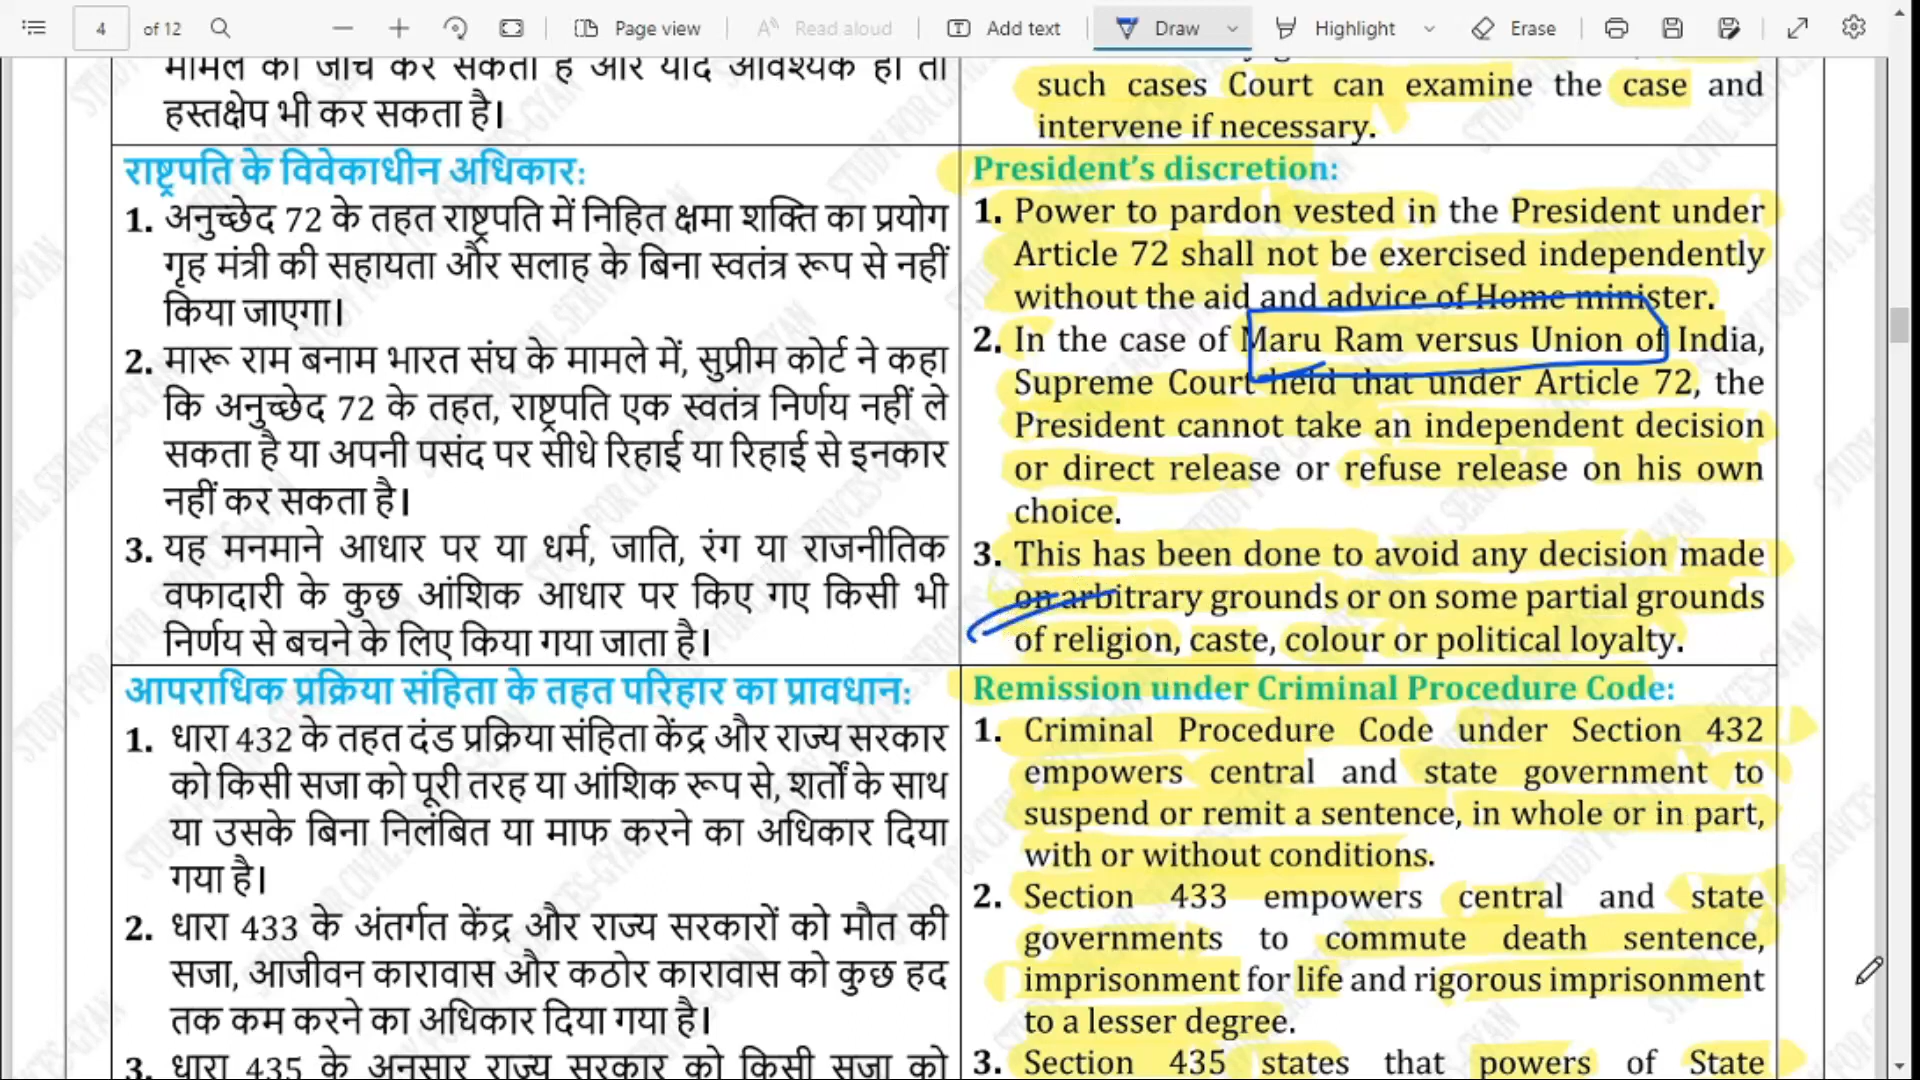 4 of 12 Page view Read aloud Add text Draw Highlight Erase
हस्तक्षेप भी कर सकता है।
राष्ट्रपति के विवेकाधीन अधिकार:
1. अनुच्छेद 72 के तहत राष्ट्रपति में निहित क्षमा शक्ति का प्रयोग
गृह मंत्री की सहायता और सलाह के बिना स्वतंत्र रूप से नहीं
किया जाएगा।
2. मारू राम बनाम भारत संघ के मामले में, सुप्रीम कोर्ट ने कहा
कि अनुच्छेद 72 के तहत, राष्ट्रपति एक स्वतंत्र निर्णय नहीं ले
सकता है या अपनी पसंद पर सीधे रिहाई या रिहाई से इनकार
नहीं कर सकता है।
3. यह मनमाने आधार पर या धर्म, जाति, रंग या राजनीतिक
वफादारी के कुछ आंशिक आधार पर किए गए किसी भी
निर्णय से बचने के लिए किया गया जाता है।
आपराधिक प्रक्रिया संहिता के तहत परिहार का प्रावधान:
1. धारा 432 के तहत दंड प्रक्रिया संहिता केंद्र और राज्य सरकार
को किसी सजा को पूरी तरह या आंशिक रूप से, शर्तों के साथ
या उसके बिना निलंबित या माफ करने का अधिकार दिया
गया है।
2. धारा 433 के अंतर्गत केंद्र और राज्य सरकारों को मौत की
सजा, आजीवन कारावास और कठोर कारावास को कुछ हद
तक कम करने का अधिकार दिया गया है।
3. धारा 435 के अनुसार राज्य सरकार को किसी सजा को
such cases Court can examine the case and
intervene if necessary.
President's discretion:
1. Power to pardon vested in the President under
Article 72 shall not be exercised independently
without the aid and advice of Home minister.
2. In the case of Maru Ram versus Union of India,
Supreme Court held that under Article 72, the
President cannot take an independent decision
or direct release or refuse release on his own
choice.
3. This has been done to avoid any decision made
on arbitrary grounds or on some partial grounds
of religion, caste, colour or political loyalty.
Remission under Criminal Procedure Code:
1. Criminal Procedure Code under Section 432
empowers central and state government to
suspend or remit a sentence, in whole or in part,
with or without conditions.
2. Section 433 empowers central and state
governments to commute death sentence,
imprisonment for life and rigorous imprisonment
to a lesser degree.
3. Section 435 states that powers of State